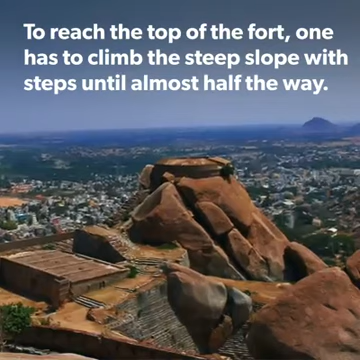 To reach the top of the fort, one
has to climb the steep slope with
steps until almost half the way.